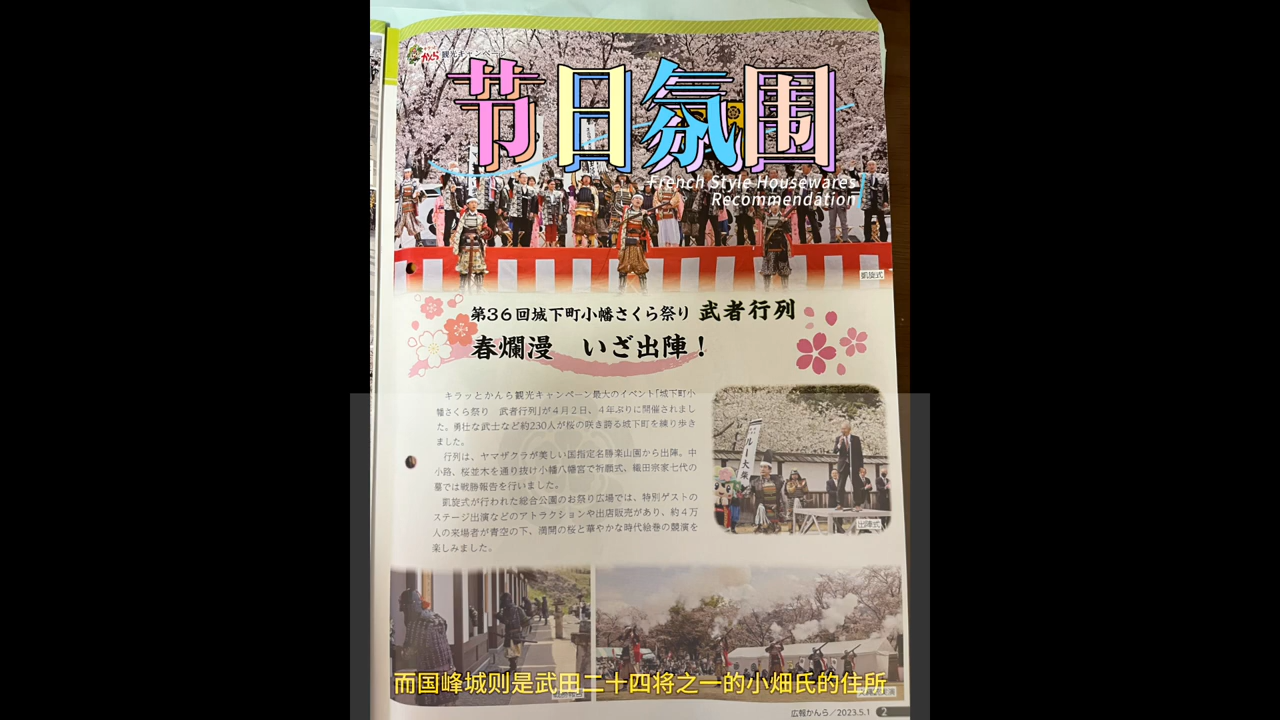 かんら 観光キャンペーン
节日氛围
French Style Housewares
Recommendation
凱旋式
第36回城下町小幡さくら祭り 武者行列
春爛漫 いざ出陣！
キラッとかんら観光キャンペーン最大のイベント「城下町小
幡さくら祭り 武者行列」が4月2日、4年ぶりに開催されまし
た。勇壮な武士など約230人が桜の咲き誇る城下町を練り歩き
ました。
行列は、ヤマザクラが美しい国指定名勝楽山園から出陣。中
小路、桜並木を通り抜け小幡八幡宮で祈願式、織田宗家七代の
墓では戦勝報告を行いました。
凱旋式が行われた総合公園のお祭り広場では、特別ゲストの
ステージ出演などのアトラクションや出店販売があり、約4万
人の来場者が青空の下、満開の桜と華やかな時代絵巻の競演を
楽しみました。
出陣式
而国峰城则是武田二十四将之一的小畑氏的住所
広報かんら／2023.5.1 2